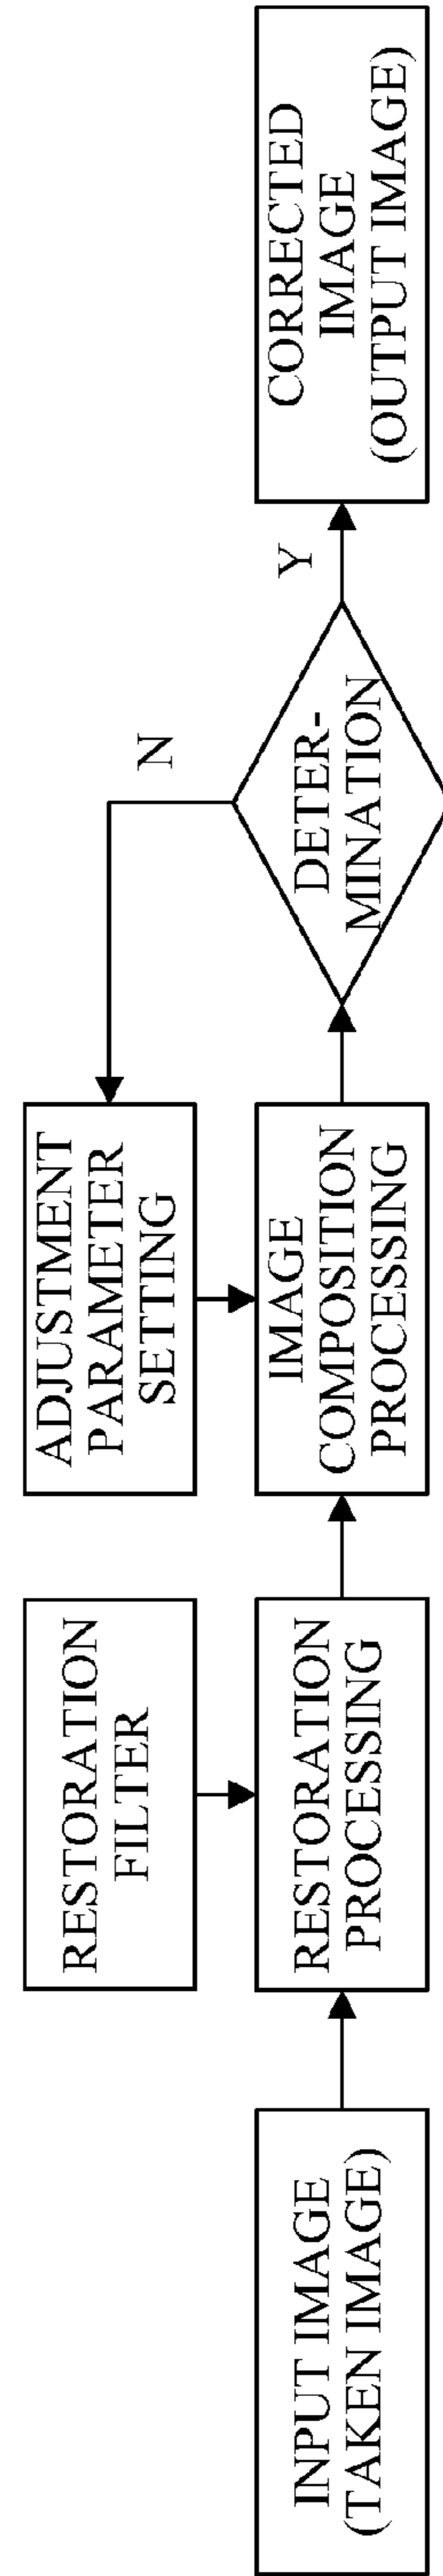 INPUT IMAGE
(TAKEN IMAGE)
RESTORATION
FILTER
RESTORATION
PROCESSING
ADJUSTMENT
PARAMETER
SETTING
IMAGE
COMPOSITION
PROCESSING
DETER-
MINATION
N
Y
CORRECTED
IMAGE
(OUTPUT IMAGE)